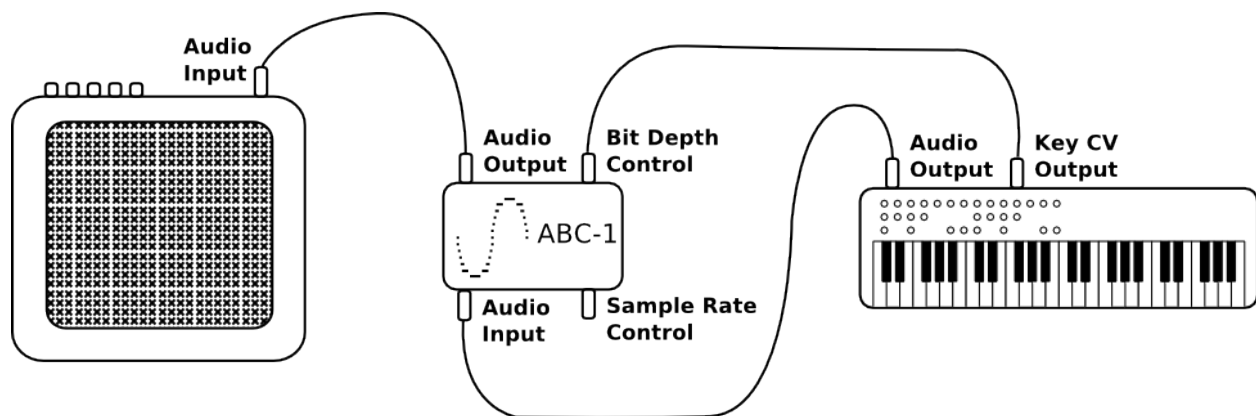 Audio
Input
Audio
Output
Bit Depth
Control
ABC-1
Audio
Input
Sample Rate
Control
Audio
Output
Key CV
Output